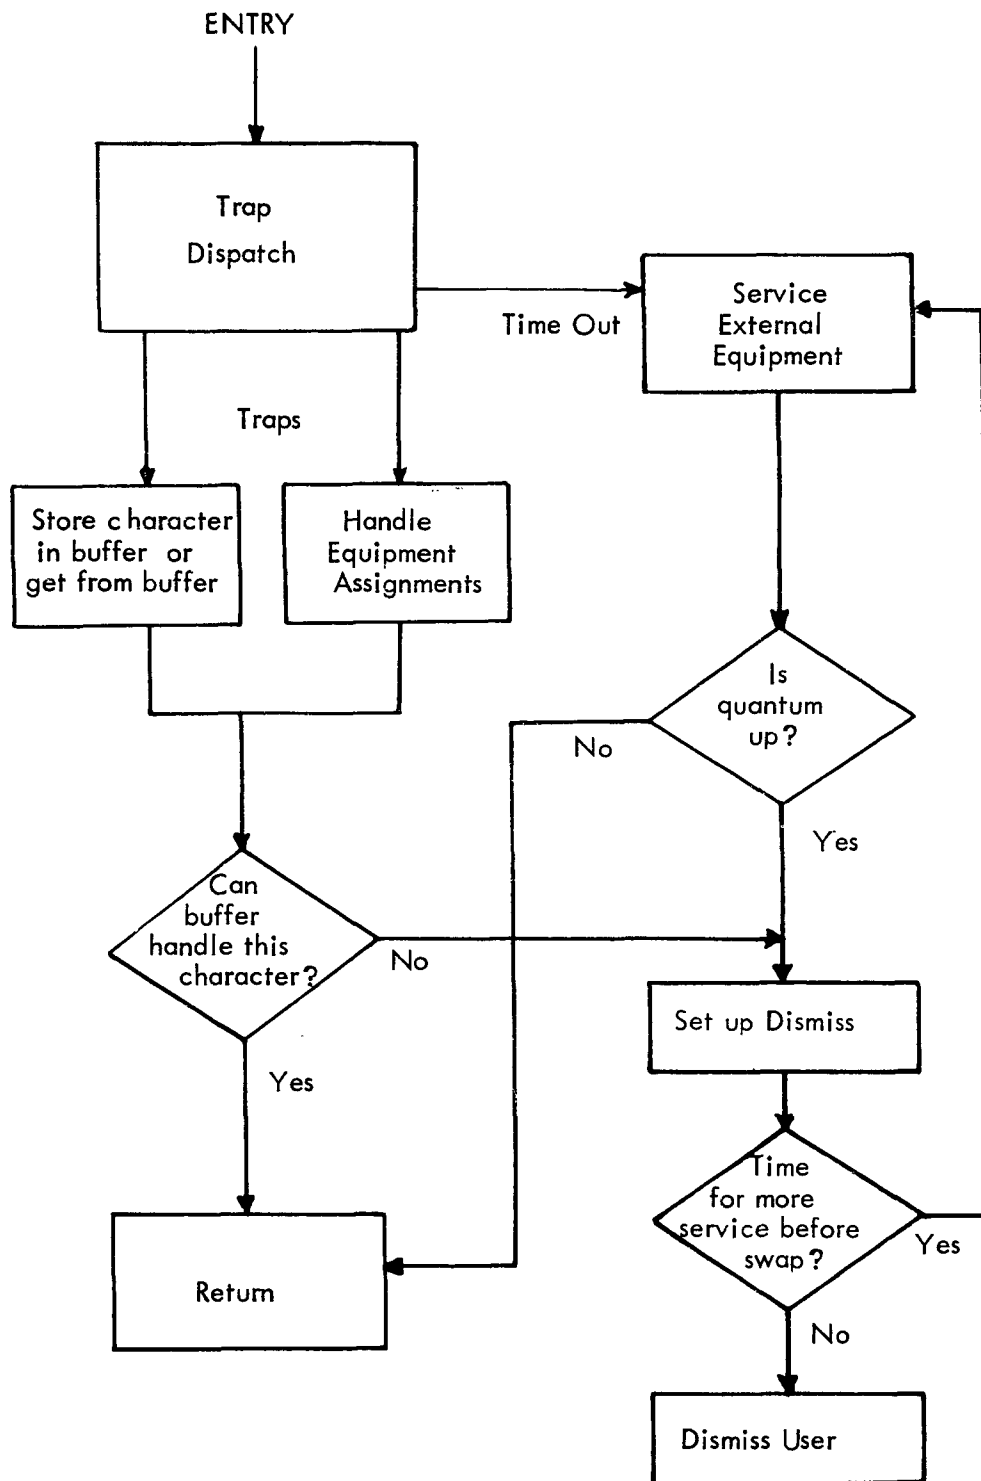 ENTRY
Trap
Dispatch
Time Out
Service
External
Equipment
Traps
Store character
in buffer or
get from buffer
Handle
Equipment
Assignments
Is
quantum
up?
No
Yes
Can
buffer
handle this
character?
No
Yes
Set up Dismiss
Time
for more
service before
swap?
Yes
Return
No
Dismiss User